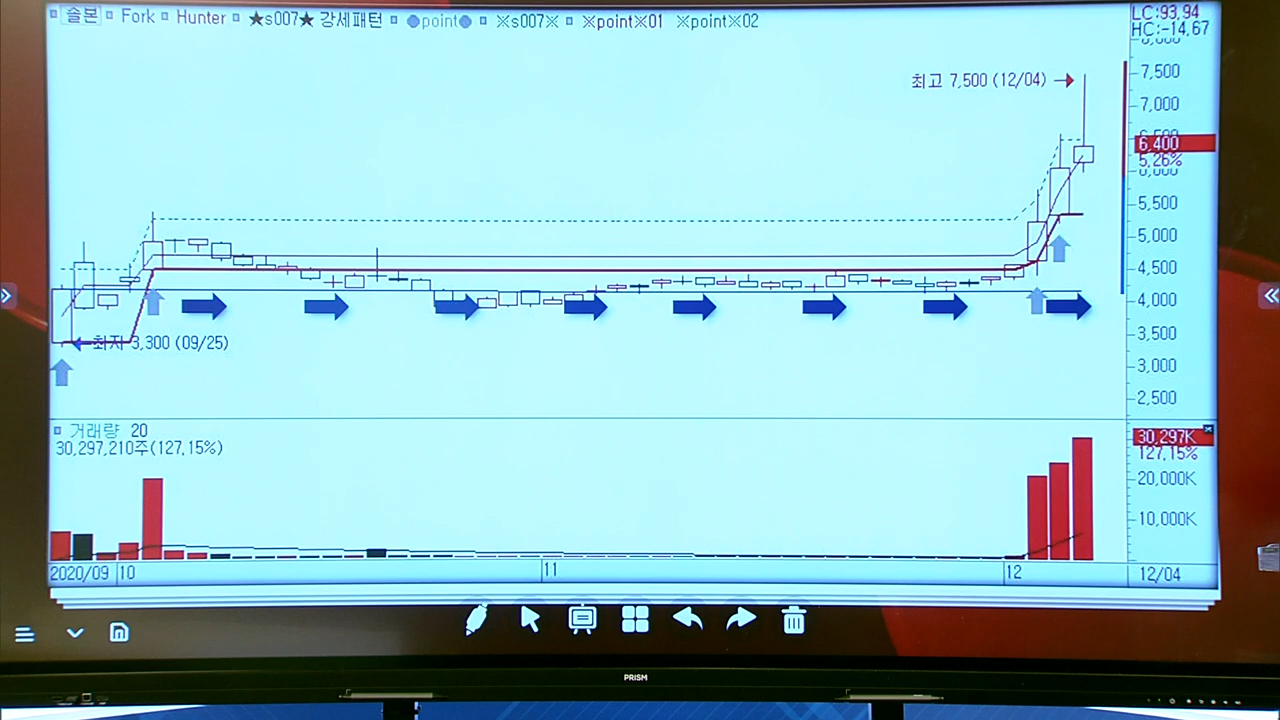 솔본 Fork Hunter ★s007★ 강세패턴 ●point● ※s007※ ※point※01 ※point※02
LC:93,94
HC:-14,67
최고 7,500 (12/04)
7,500
7,000
6,500
6,400
5,26%
6,000
5,500
5,000
4,500
4,000
최저 3,300 (09/25)
3,500
3,000
2,500
거래량 20
30,297,210주(127,15%)
30,297K
127,15%
20,000K
10,000K
2020/09 10 11 12 12/04
PRISM